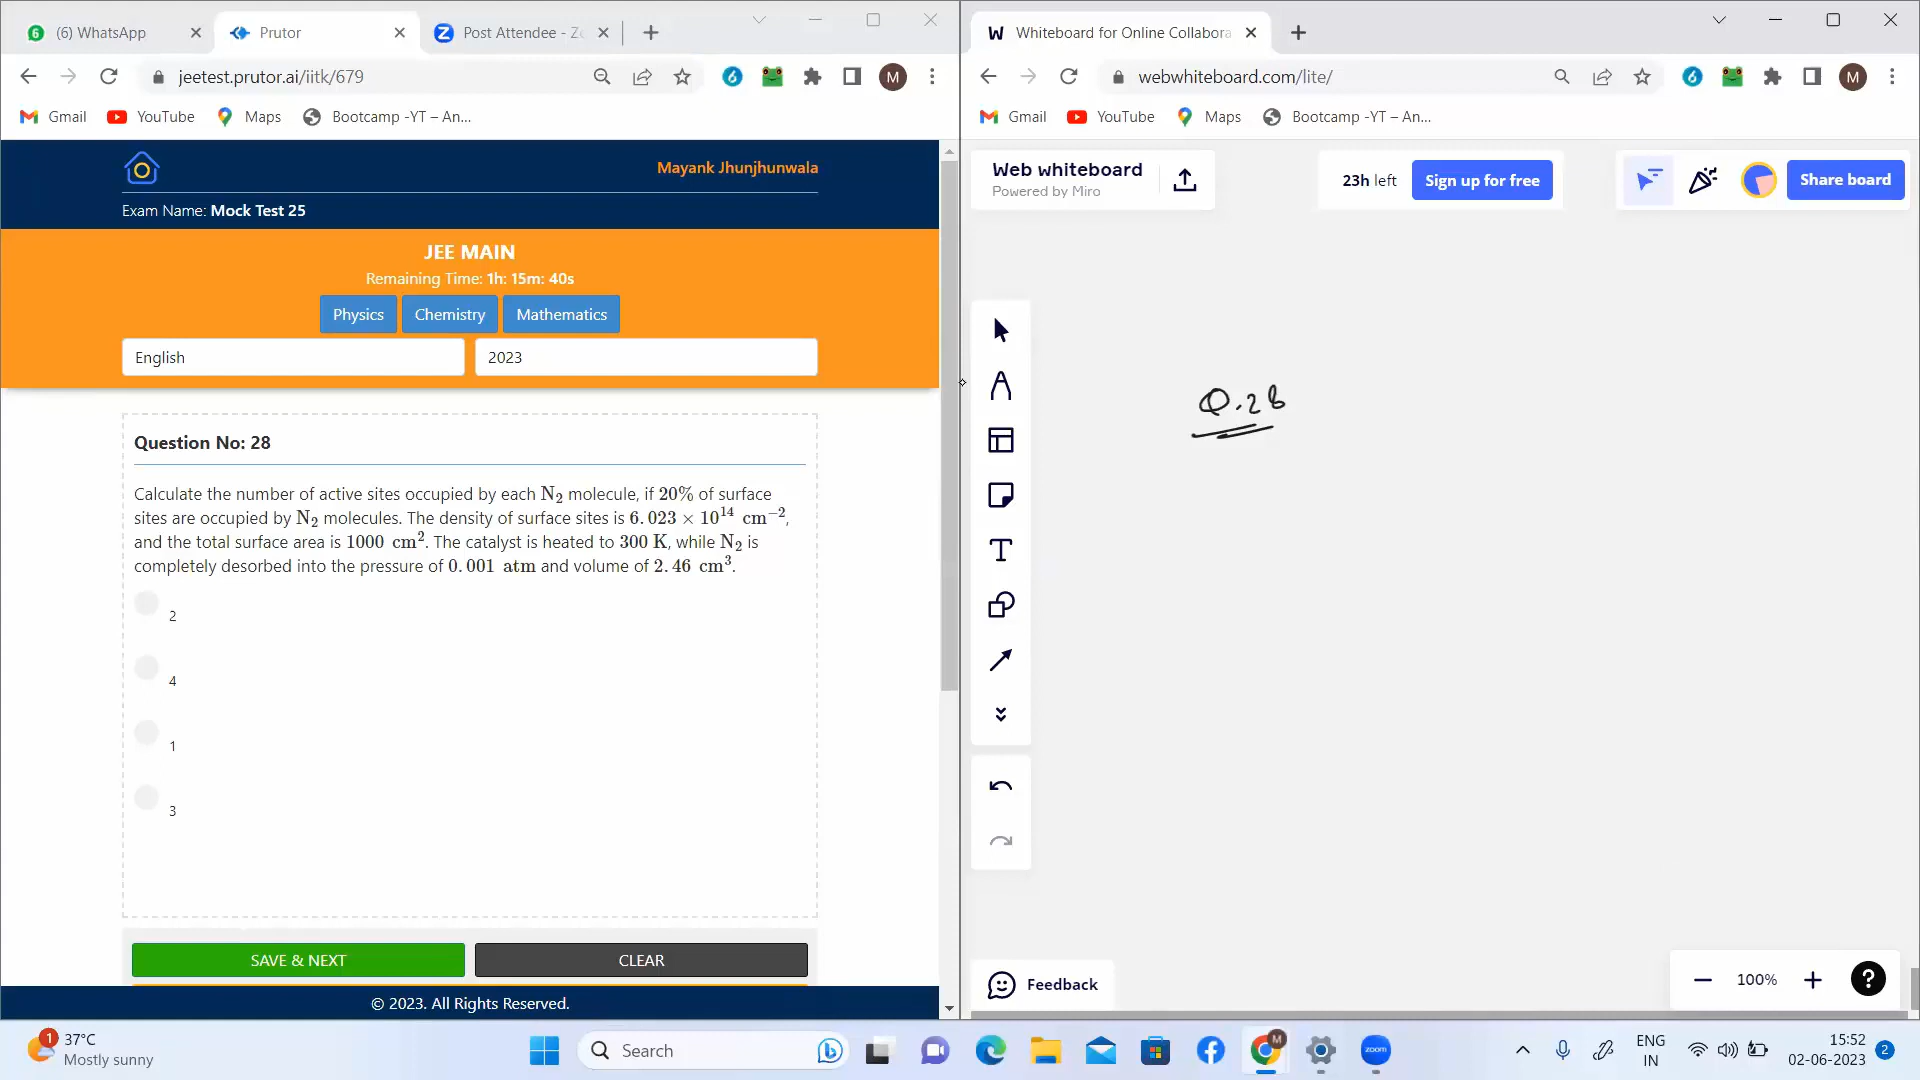 (6) WhatsApp
Prutor
Post Attendee - Zo
jeetest.prutor.ai/iitk/679
M
Gmail
YouTube
Maps
Bootcamp -YT – An...
Mayank Jhunjhunwala
Exam Name: Mock Test 25
JEE MAIN
Remaining Time: 1h: 15m: 40s
Physics
Chemistry
Mathematics
English
2023
Question No: 28
Calculate the number of active sites occupied by each N₂ molecule, if 20% of surface
sites are occupied by N₂ molecules. The density of surface sites is 6.023 × 10¹⁴ cm⁻²,
and the total surface area is 1000 cm². The catalyst is heated to 300 K, while N₂ is
completely desorbed into the pressure of 0.001 atm and volume of 2.46 cm³.
2
4
1
3
SAVE & NEXT
CLEAR
© 2023. All Rights Reserved.
Whiteboard for Online Collabora
webwhiteboard.com/lite/
M
Gmail
YouTube
Maps
Bootcamp -YT – An...
Web whiteboard
Powered by Miro
23h left
Sign up for free
Share board
Q.28
Feedback
100%
1
37°C
Mostly sunny
Search
zoom
ENG
IN
15:52
02-06-2023
2